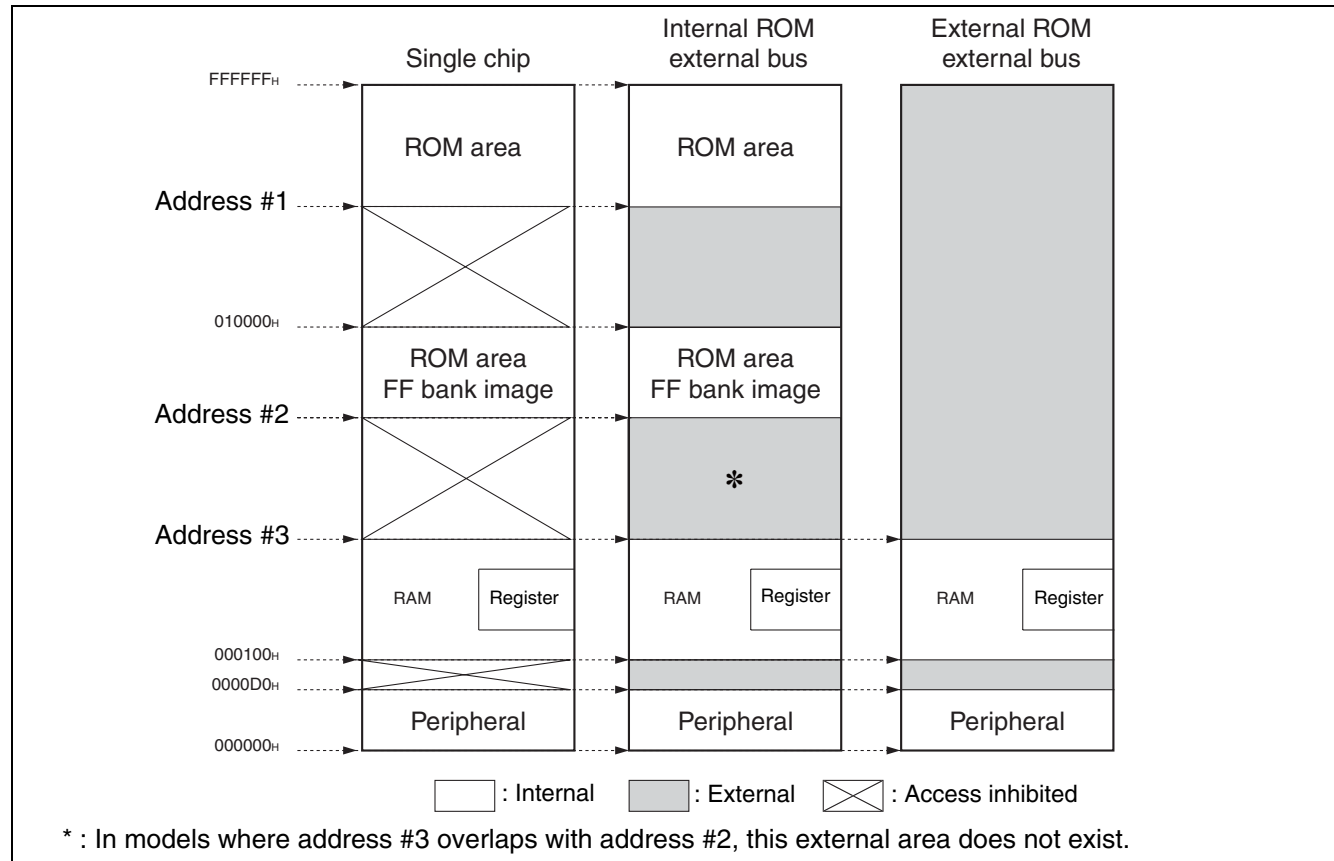 Single chip
Internal ROM
external bus
External ROM
external bus
FFFFFFH
ROM area
ROM area
Address #1
010000H
ROM area
FF bank image
ROM area
FF bank image
Address #2
*
Address #3
RAM
Register
RAM
Register
RAM
Register
000100H
0000D0H
Peripheral
Peripheral
Peripheral
000000H
: Internal
: External
: Access inhibited
* : In models where address #3 overlaps with address #2, this external area does not exist.